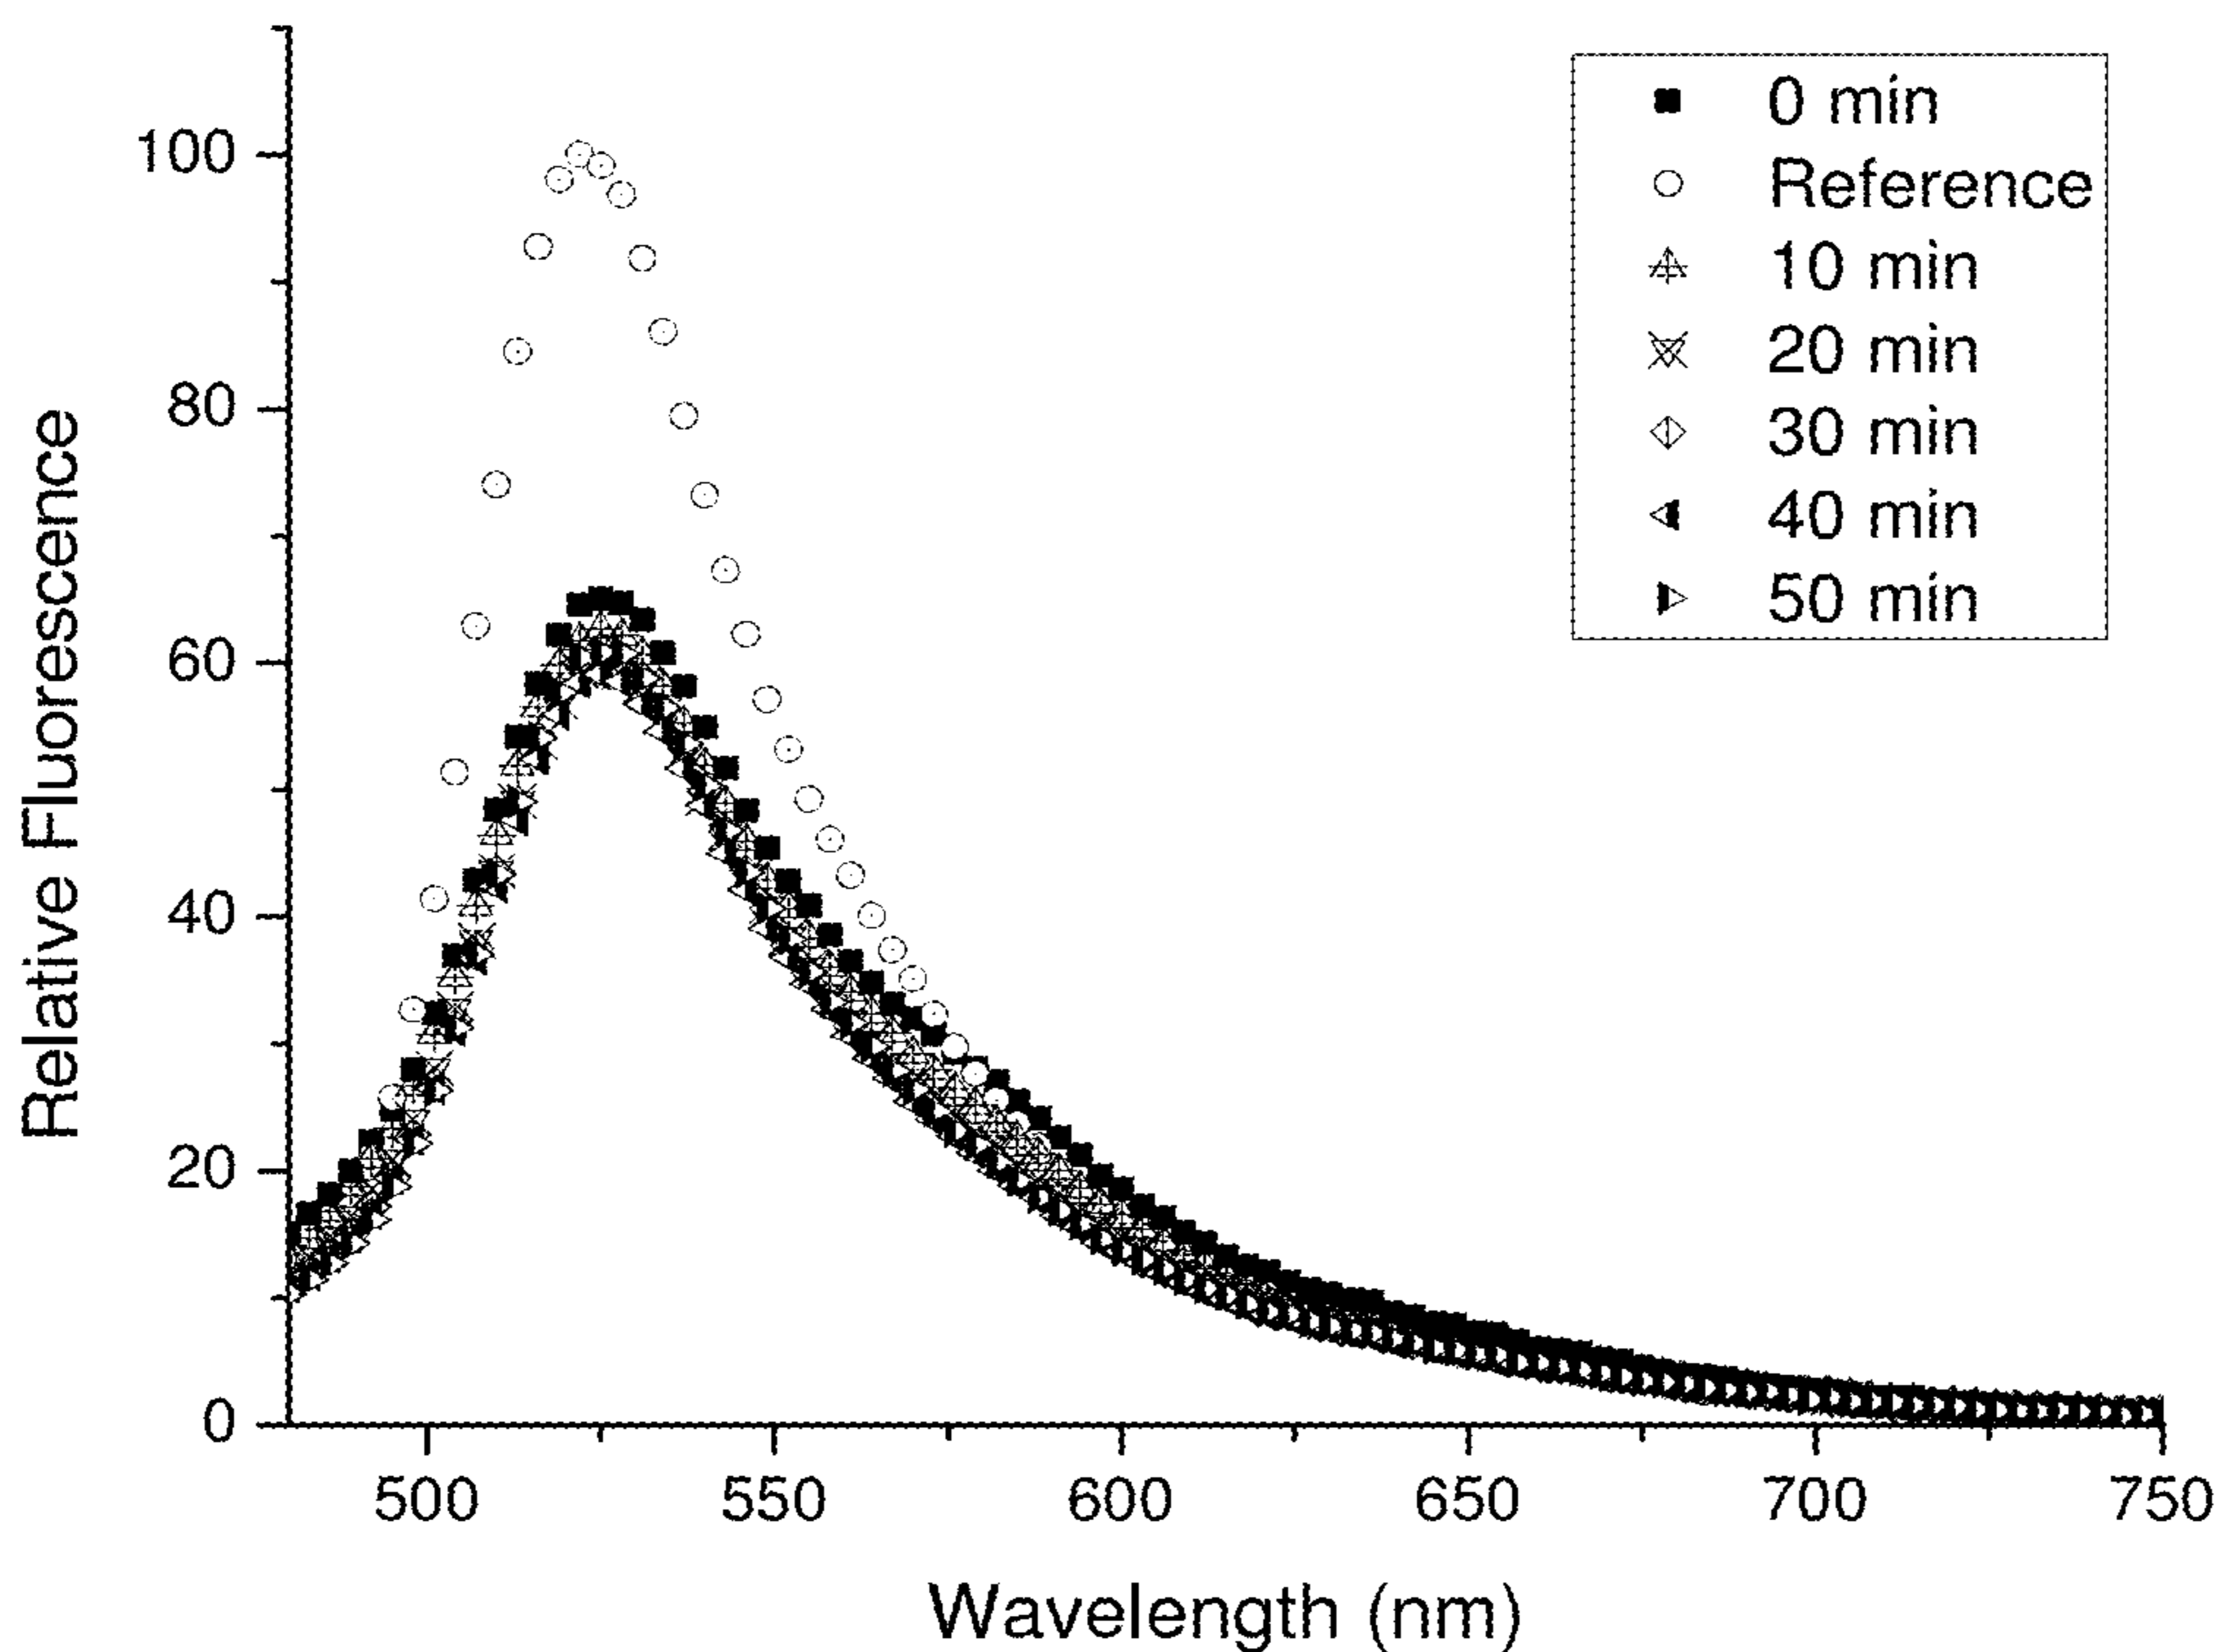 Relative Fluorescence
100
80
60
40
20
0
500 550 600 650 700 750
Wavelength (nm)
0 min
Reference
10 min
20 min
30 min
40 min
50 min